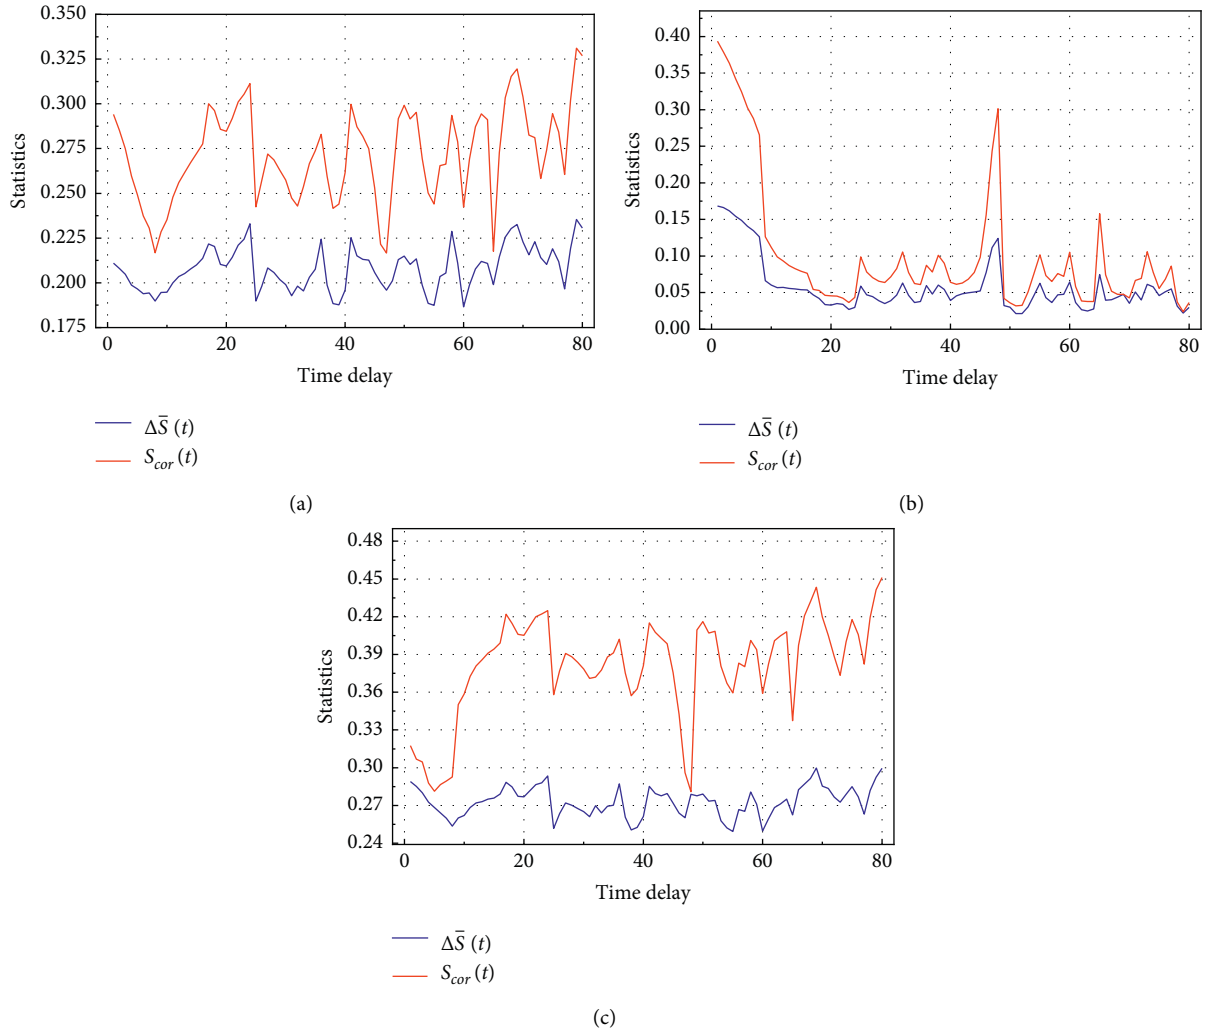 0.350
0.325
0.300
0.275
0.250
0.225
0.200
0.175
Statistics
0
20
40
60
80
Time delay
ΔS̅ (t)
S_cor (t)
(a)
0.40
0.35
0.30
0.25
0.20
0.15
0.10
0.05
0.00
Statistics
0
20
40
60
80
Time delay
ΔS̅ (t)
S_cor (t)
(b)
0.48
0.45
0.42
0.39
0.36
0.33
0.30
0.27
0.24
Statistics
0
20
40
60
80
Time delay
ΔS̅ (t)
S_cor (t)
(c)